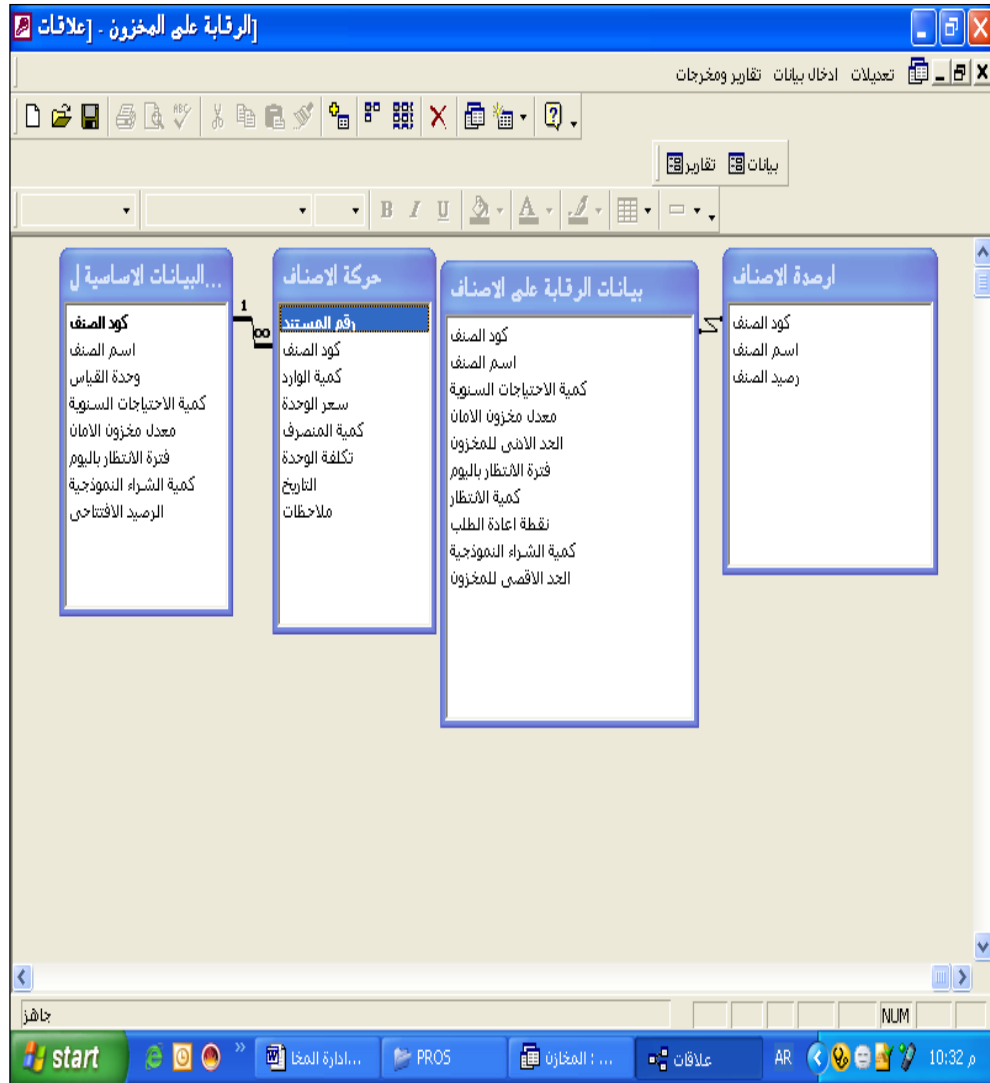 [الرقابة على المخزون - [علاقات
تعديلات ادخال بيانات تقارير ومخرجات
بيانات تقارير
B I U A
البيانات الاساسية ل...
كود الصنف
اسم الصنف
وحدة القياس
كمية الاحتياجات السنوية
معدل مخزون الامان
فترة الانتظار باليوم
كمية الشراء النموذجية
الرصيد الافتتاحى
1
∞
حركة الاصناف
رقم المستند
كود الصنف
كمية الوارد
سعر الوحدة
كمية المنصرف
تكلفة الوحدة
التاريخ
ملاحظات
بيانات الرقابة على الاصناف
كود الصنف
اسم الصنف
كمية الاحتياجات السنوية
معدل مخزون الامان
الحد الادنى للمخزون
فترة الانتظار باليوم
كمية الانتظار
نقطة اعادة الطلب
كمية الشراء النموذجية
الحد الاقصى للمخزون
ارصدة الاصناف
كود الصنف
اسم الصنف
رصيد الصنف
جاهز
NUM
start
ادارة المخا...
PROS
المخازن : ...
علاقات
AR
10:32 م